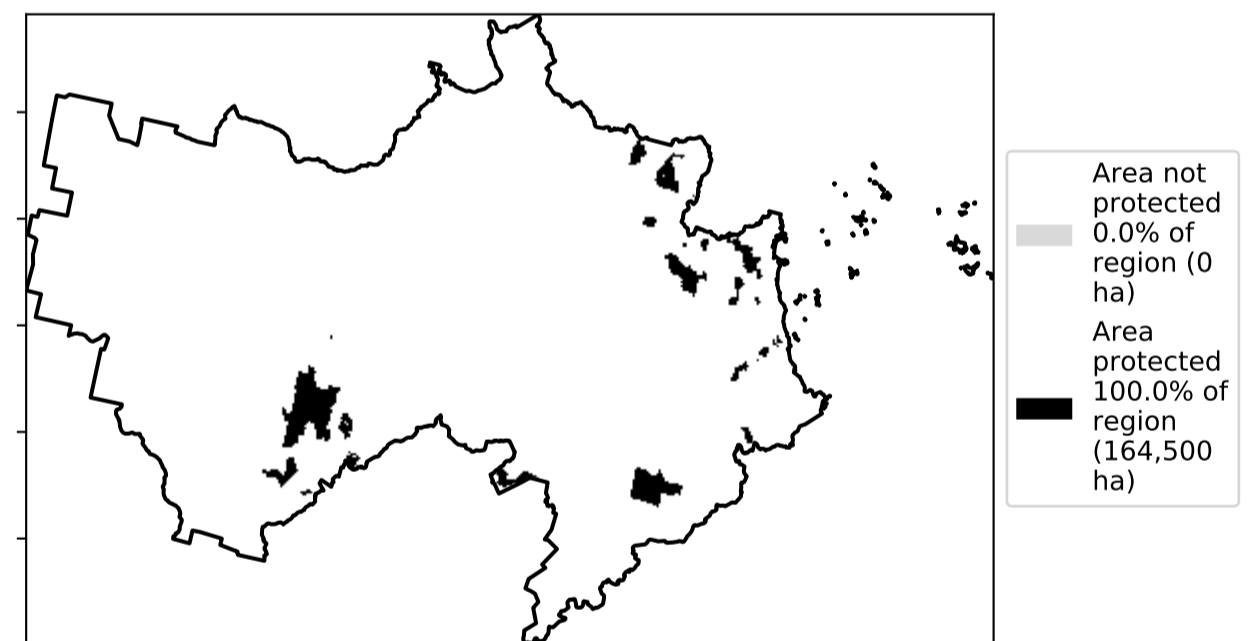 Area not
protected
0.0% of
region (0
ha)
Area
protected
100.0% of
region
(164,500
ha)